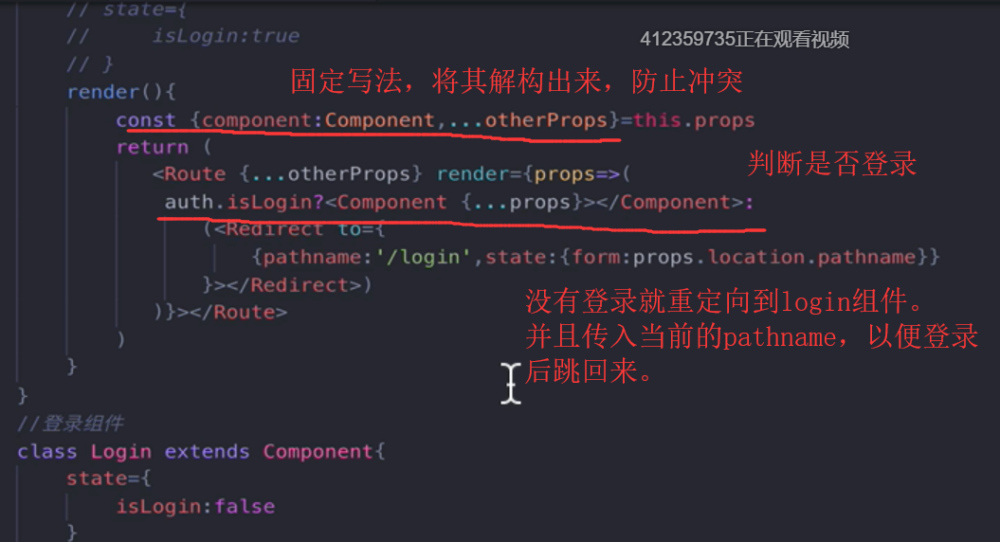 // state={
//     isLogin:true
412359735正在观看视频
// }
固定写法，将其解构出来，防止冲突
render(){
const {component:Component,...otherProps}=this.props
return (
判断是否登录
<Route {...otherProps} render={props=>(
auth.isLogin?<Component {...props}></Component>:
(<Redirect to={
{pathname:'/login',state:{form:props.location.pathname}}
}></Redirect>)
没有登录就重定向到login组件。
)}></Route>
并且传入当前的pathname，以便登录
)
后跳回来。
}
}
//登录组件
class Login extends Component{
state={
isLogin:false
}